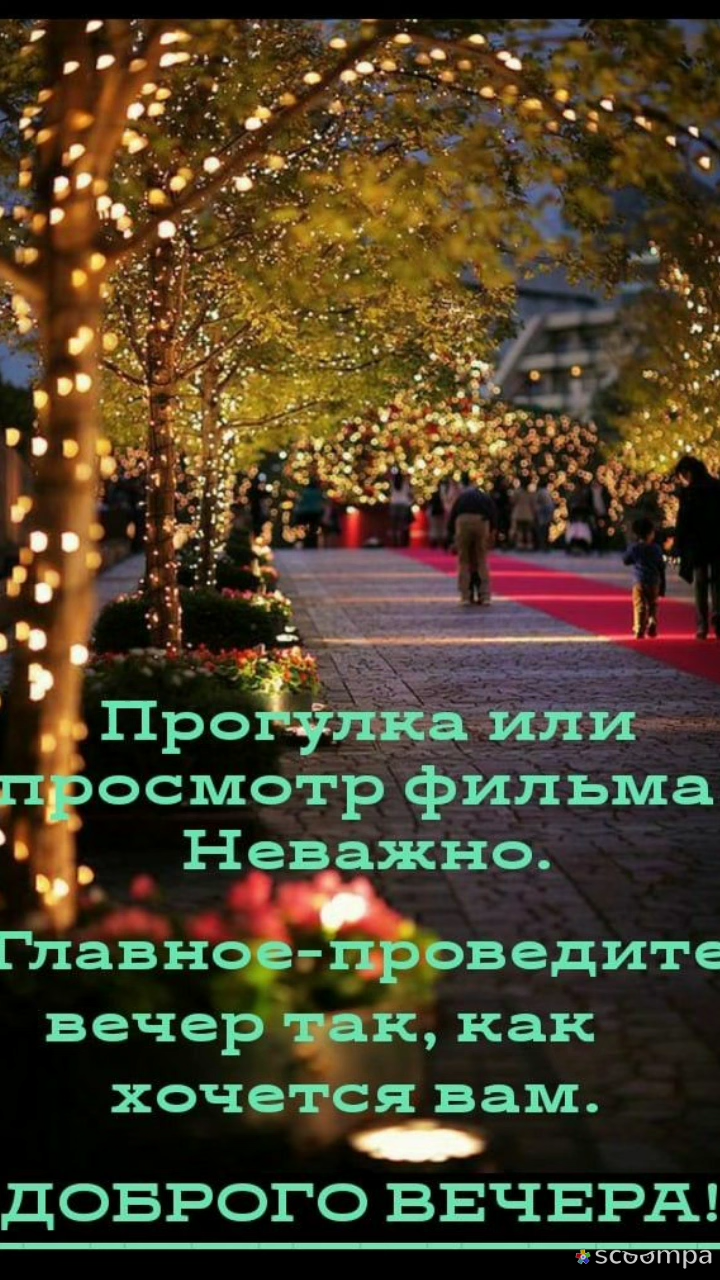 Прогулка или
просмотр фильма
Неважно.
Главное-проведите
вечер так, как
хочется вам.
ДОБРОГО ВЕЧЕРА!
scoompa